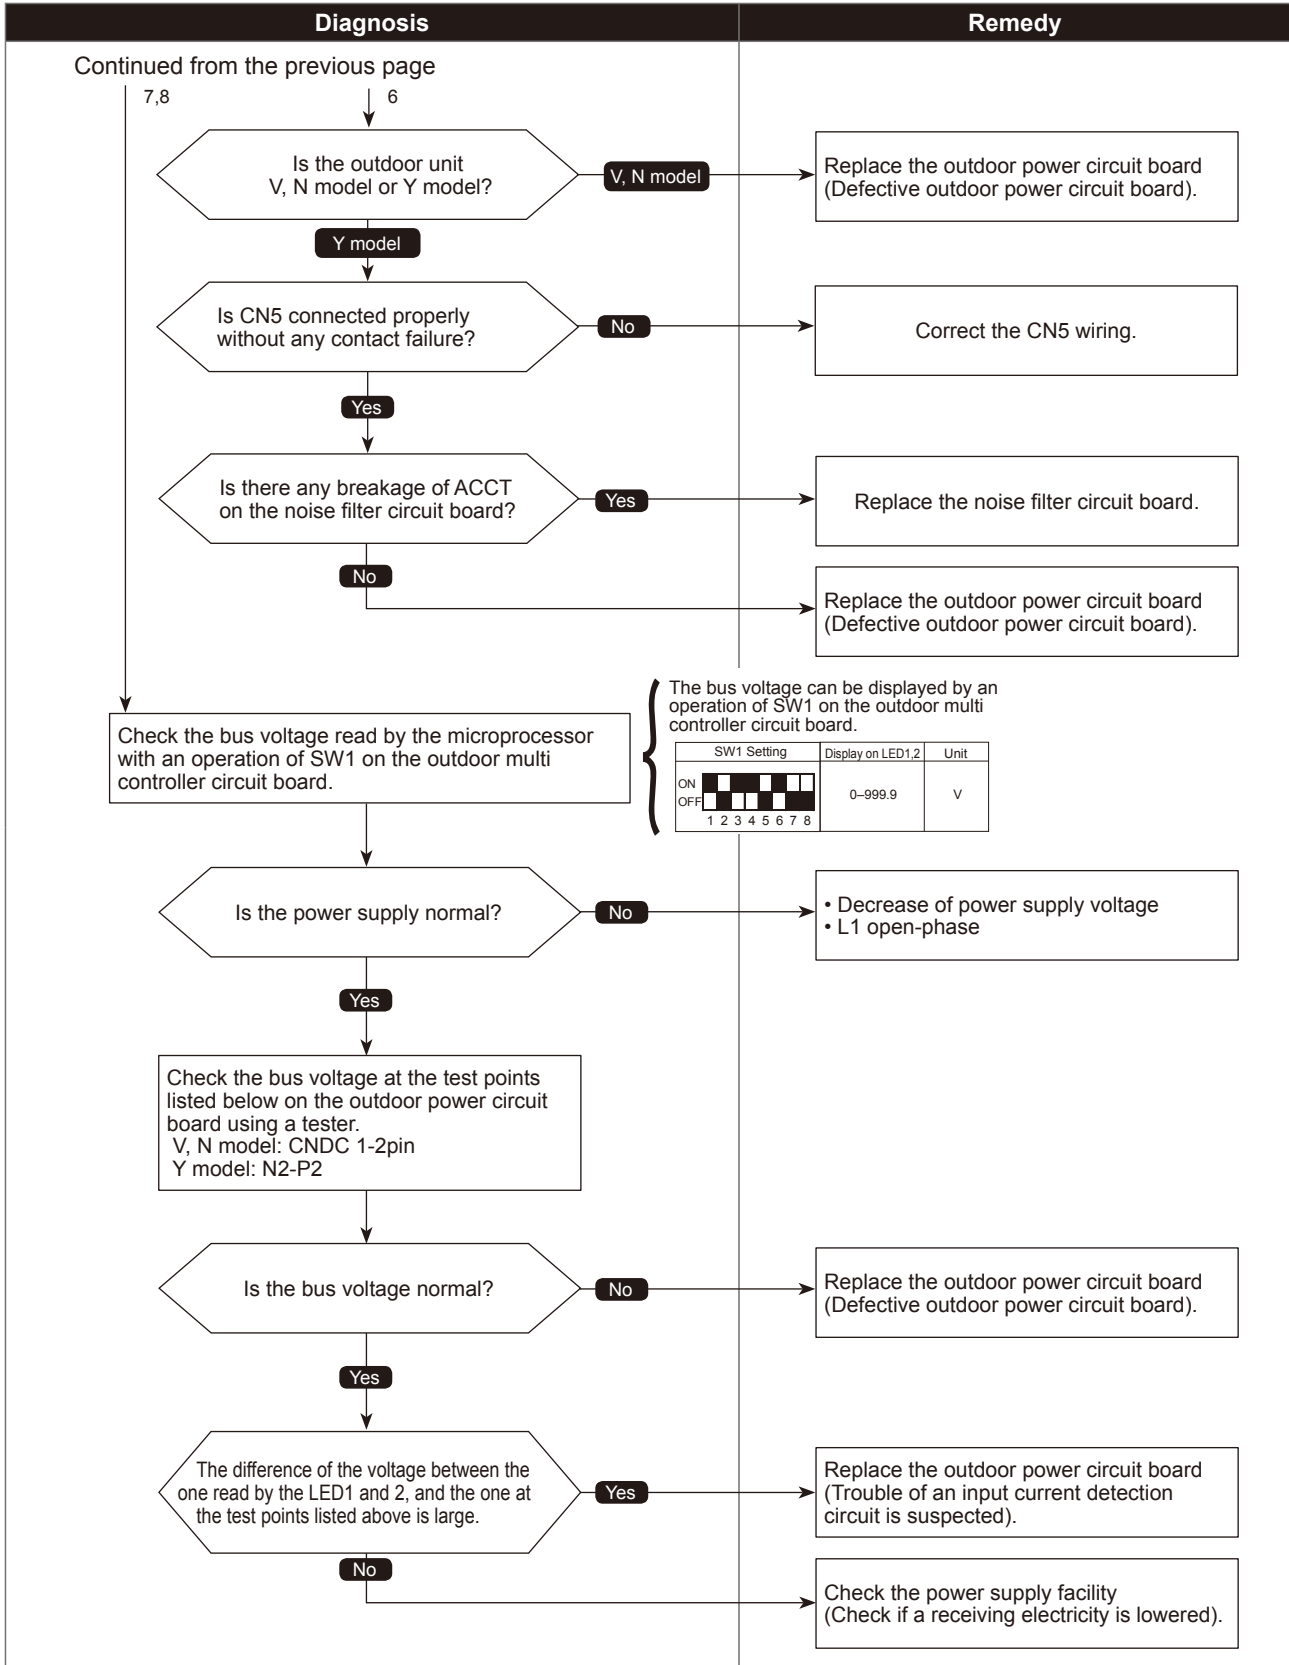 Diagnosis
Remedy
Continued from the previous page
7,8
6
Is the outdoor unit
V, N model or Y model?
V, N model
Replace the outdoor power circuit board
(Defective outdoor power circuit board).
Y model
Is CN5 connected properly
without any contact failure?
No
Correct the CN5 wiring.
Yes
Is there any breakage of ACCT
on the noise filter circuit board?
Yes
Replace the noise filter circuit board.
No
Replace the outdoor power circuit board
(Defective outdoor power circuit board).
Check the bus voltage read by the microprocessor
with an operation of SW1 on the outdoor multi
controller circuit board.
The bus voltage can be displayed by an
operation of SW1 on the outdoor multi
controller circuit board.
SW1 Setting
Display on LED1,2
Unit
ON
OFF
1 2 3 4 5 6 7 8
0–999.9
V
Is the power supply normal?
No
• Decrease of power supply voltage
• L1 open-phase
Yes
Check the bus voltage at the test points
listed below on the outdoor power circuit
board using a tester.
V, N model: CNDC 1-2pin
Y model: N2-P2
Is the bus voltage normal?
No
Replace the outdoor power circuit board
(Defective outdoor power circuit board).
Yes
The difference of the voltage between the
one read by the LED1 and 2, and the one at
the test points listed above is large.
Yes
Replace the outdoor power circuit board
(Trouble of an input current detection
circuit is suspected).
No
Check the power supply facility
(Check if a receiving electricity is lowered).